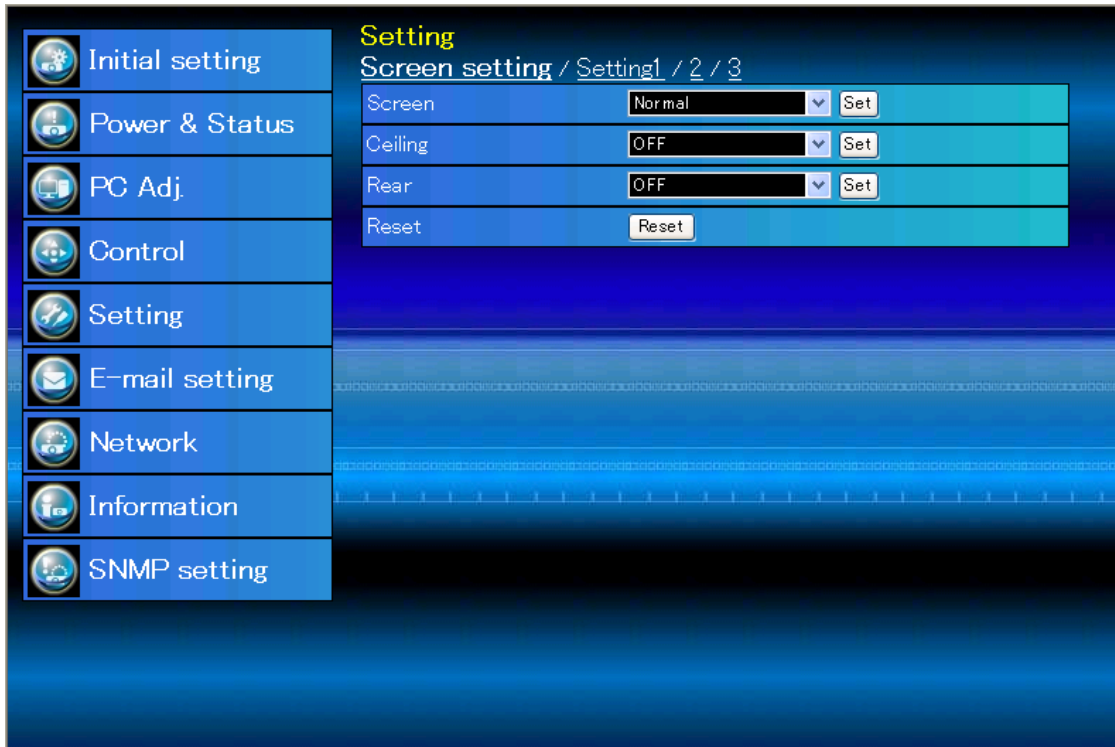 Initial setting
Power & Status
PC Adj.
Control
Setting
E-mail setting
Network
Information
SNMP setting
Setting
Screen setting / Setting1 / 2 / 3
Screen Normal Set
Ceiling OFF Set
Rear OFF Set
Reset Reset